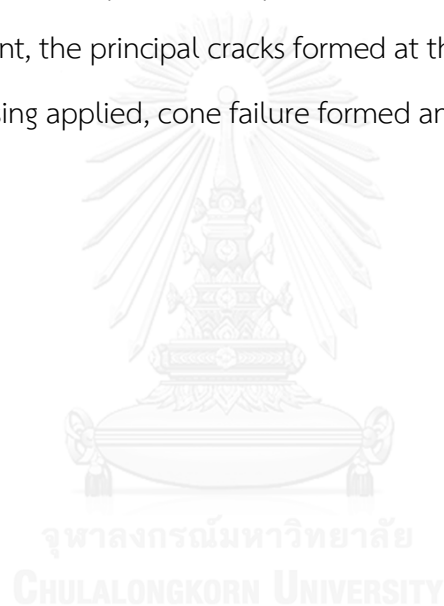 nt, the principal cracks formed at th
ing applied, cone failure formed an
จุฬาลงกรณ์มหาวิทยาลัย
CHULALONGKORN UNIVERSITY